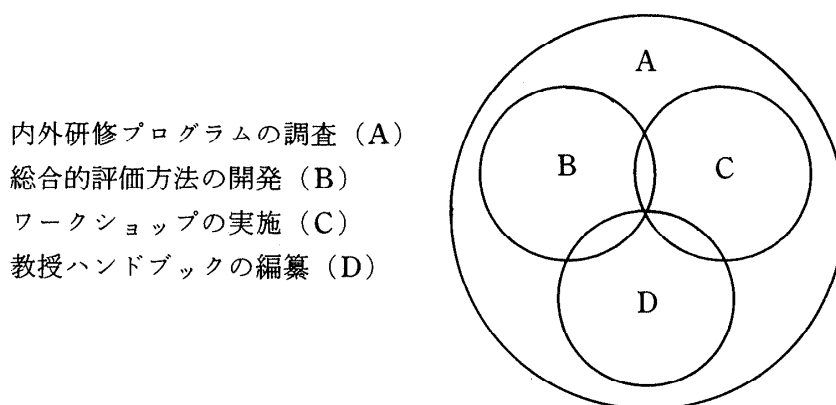 内外研修プログラムの調査（A）
総合的評価方法の開発（B）
ワークショップの実施（C）
教授ハンドブックの編纂（D）
A
B
C
D